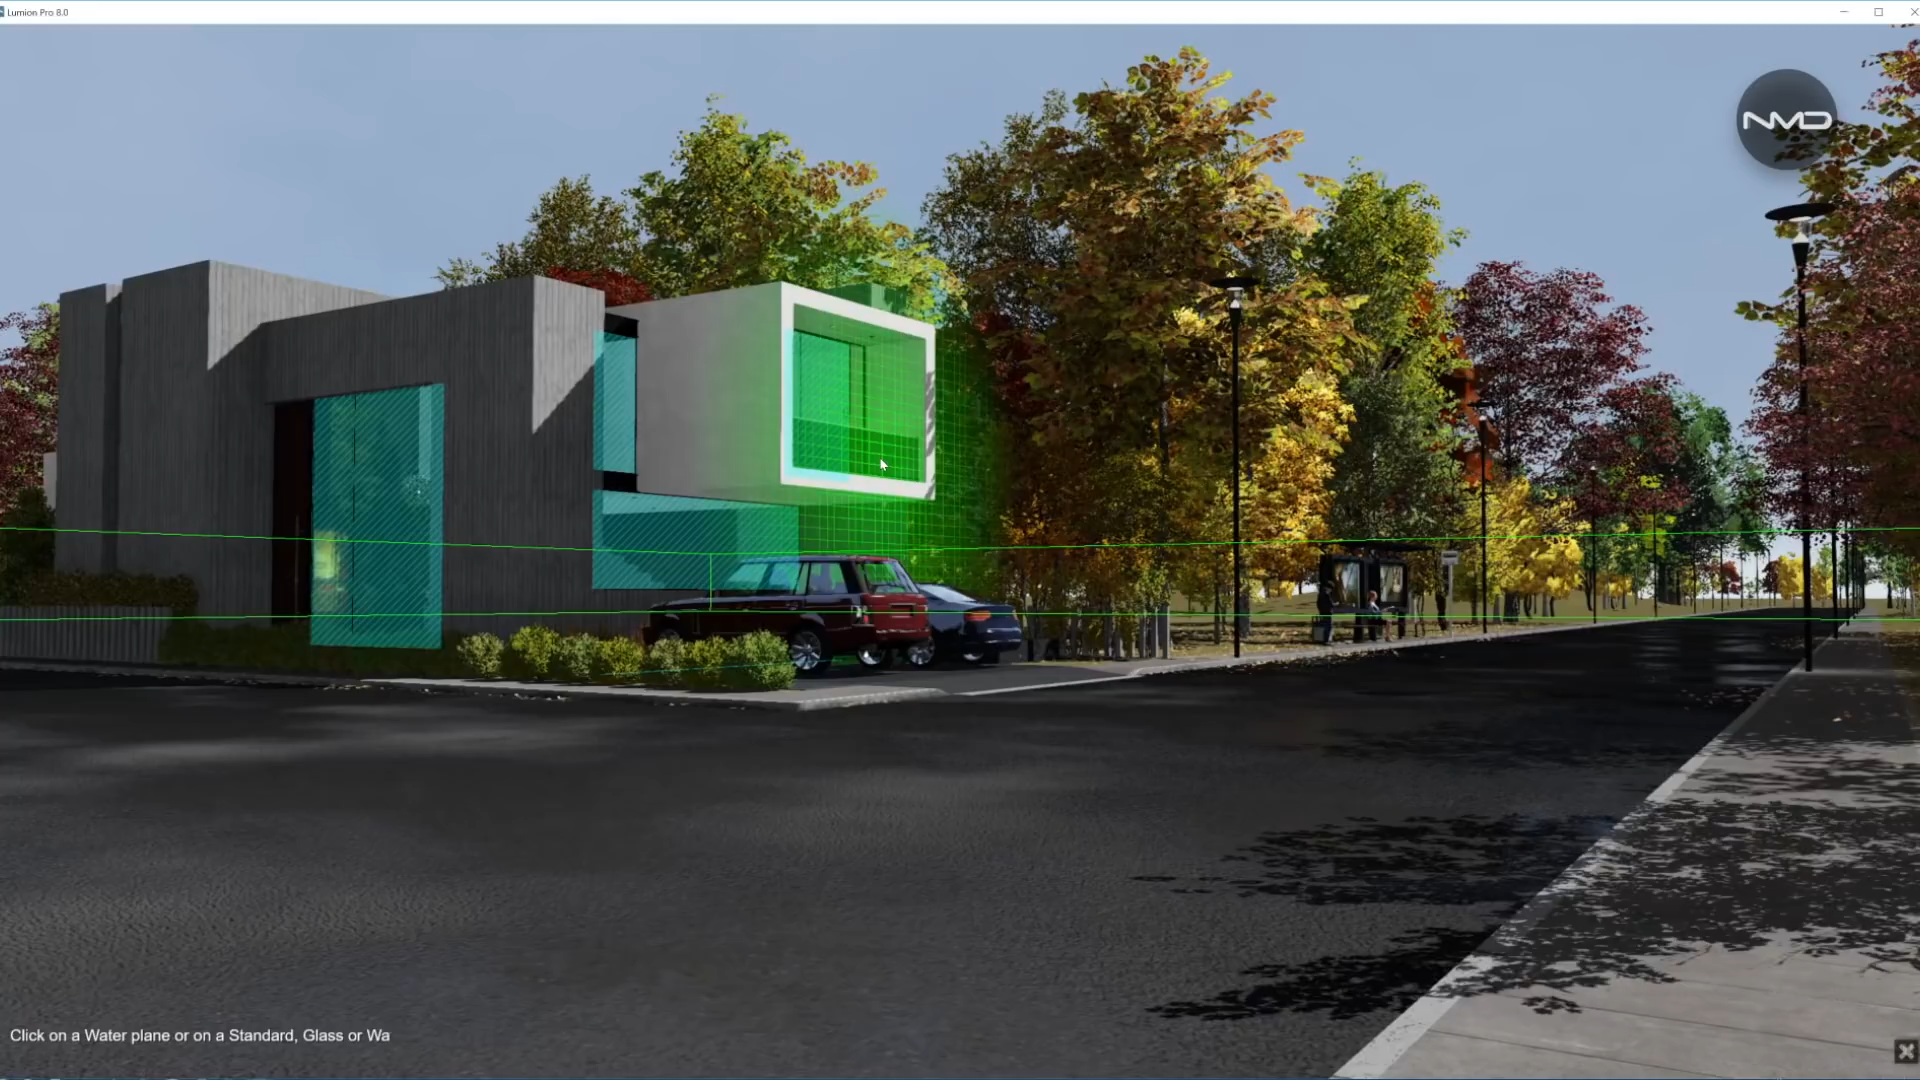 Lumion Pro 8.0
NMD
Click on a Water plane or on a Standard, Glass or Wa